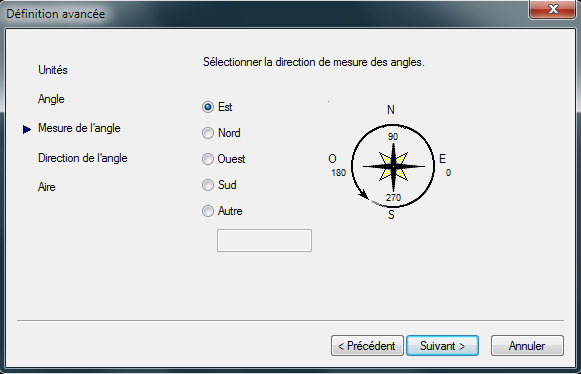 Définition avancée
Unités
Angle
Mesure de l'angle
Direction de l'angle
Aire
Sélectionner la direction de mesure des angles.
Est
Nord
Ouest
Sud
Autre
N
90
O
180
E
0
270
S
< Précédent
Suivant >
Annuler